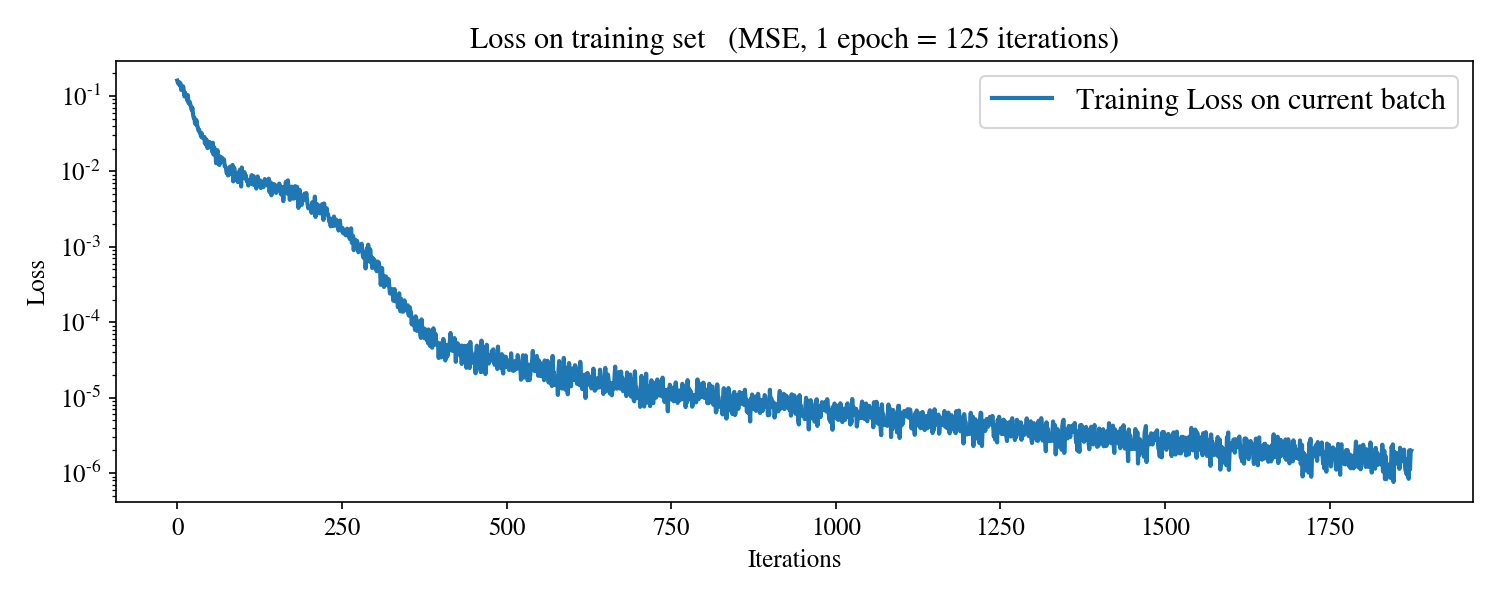 Loss on training set (MSE, 1 epoch = 125 iterations)
Training Loss on current batch
Loss
10⁻¹
10⁻²
10⁻³
10⁻⁴
10⁻⁵
10⁻⁶
0 250 500 750 1000 1250 1500 1750
Iterations